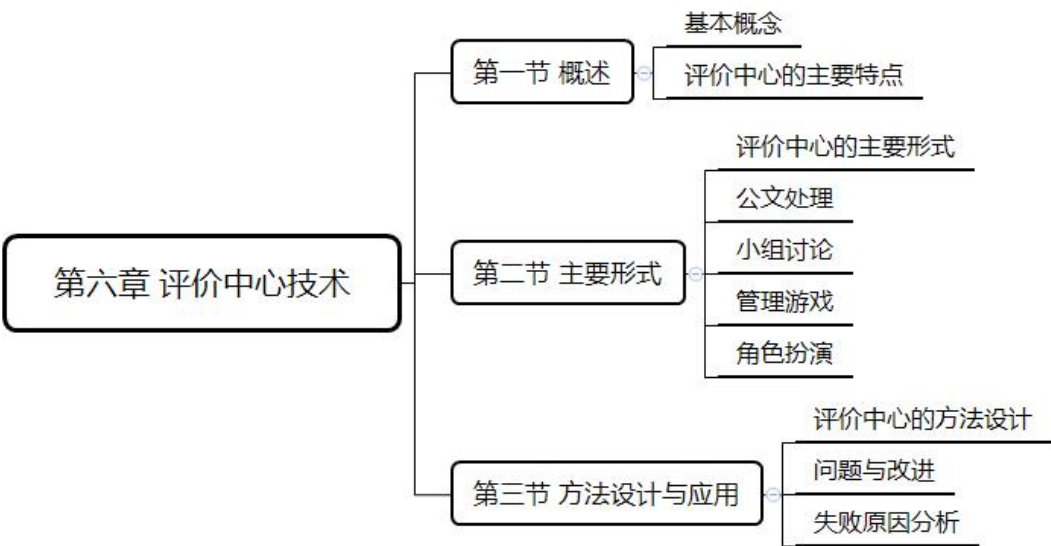 第六章 评价中心技术
第一节 概述
基本概念
评价中心的主要特点
第二节 主要形式
评价中心的主要形式
公文处理
小组讨论
管理游戏
角色扮演
第三节 方法设计与应用
评价中心的方法设计
问题与改进
失败原因分析